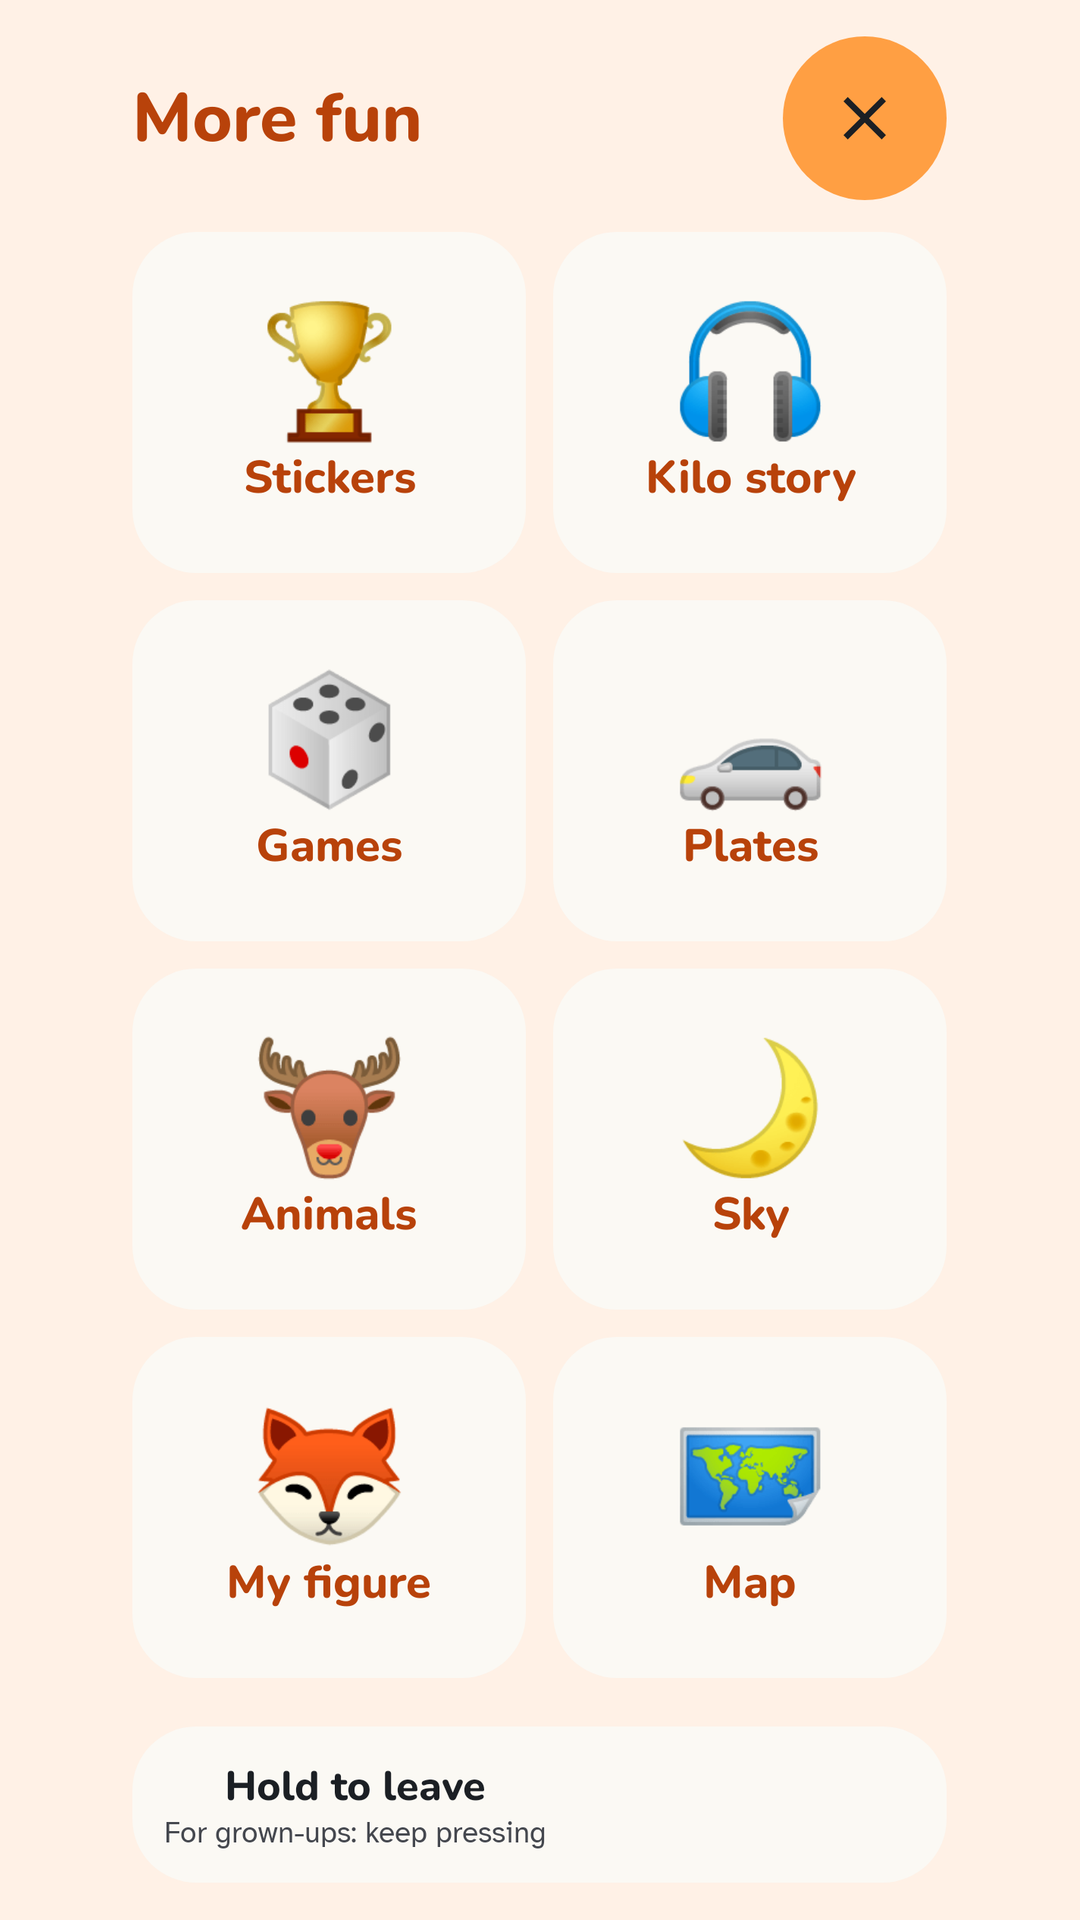 More fun
Stickers
Kilo story
Games
Plates
Animals
Sky
My figure
Map
Hold to leave
For grown-ups: keep pressing